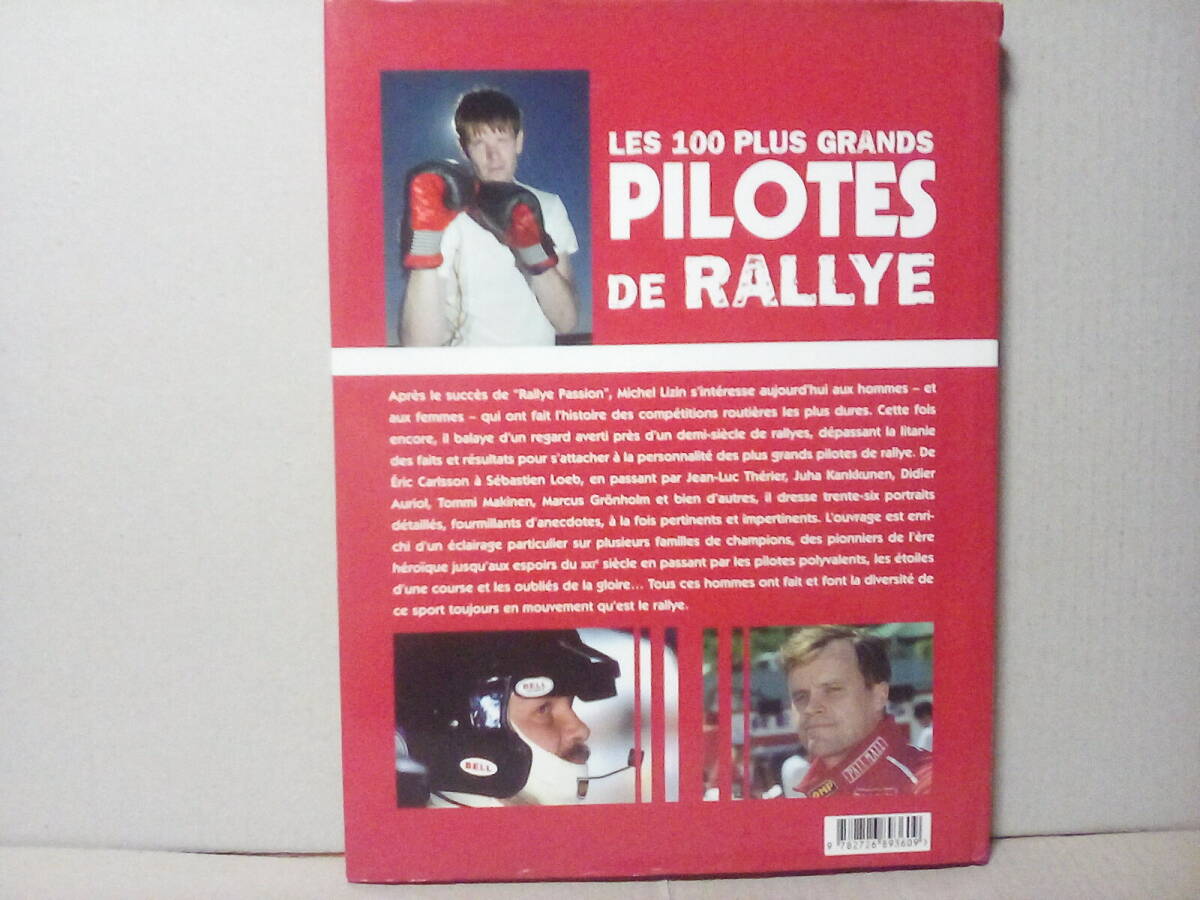 LES 100 PLUS GRANDS
PILOTES
DE RALLYE
Après le succès de "Rallye Passion", Michel Lizin s'intéresse aujourd'hui aux hommes – et
aux femmes – qui ont fait l'histoire des compétitions routières les plus dures. Cette fois
encore, il balaye d'un regard averti près d'un demi-siècle de rallyes, dépassant la litanie
des faits et résultats pour s'attacher à la personnalité des plus grands pilotes de rallye. De
Éric Carlsson à Sébastien Loeb, en passant par Jean-Luc Thérier, Juha Kankkunen, Didier
Auriol, Tommi Makinen, Marcus Grönholm et bien d'autres, il dresse trente-six portraits
détaillés, fourmillants d'anecdotes, à la fois pertinents et impertinents. L'ouvrage est enri-
chi d'un éclairage particulier sur plusieurs familles de champions, des pionniers de l'ère
héroïque jusqu'aux espoirs du XXIe siècle en passant par les pilotes polyvalents, les étoiles
d'une course et les oubliés de la gloire... Tous ces hommes ont fait et font la diversité de
ce sport toujours en mouvement qu'est le rallye.
BELL
BELL
9 782726 893609